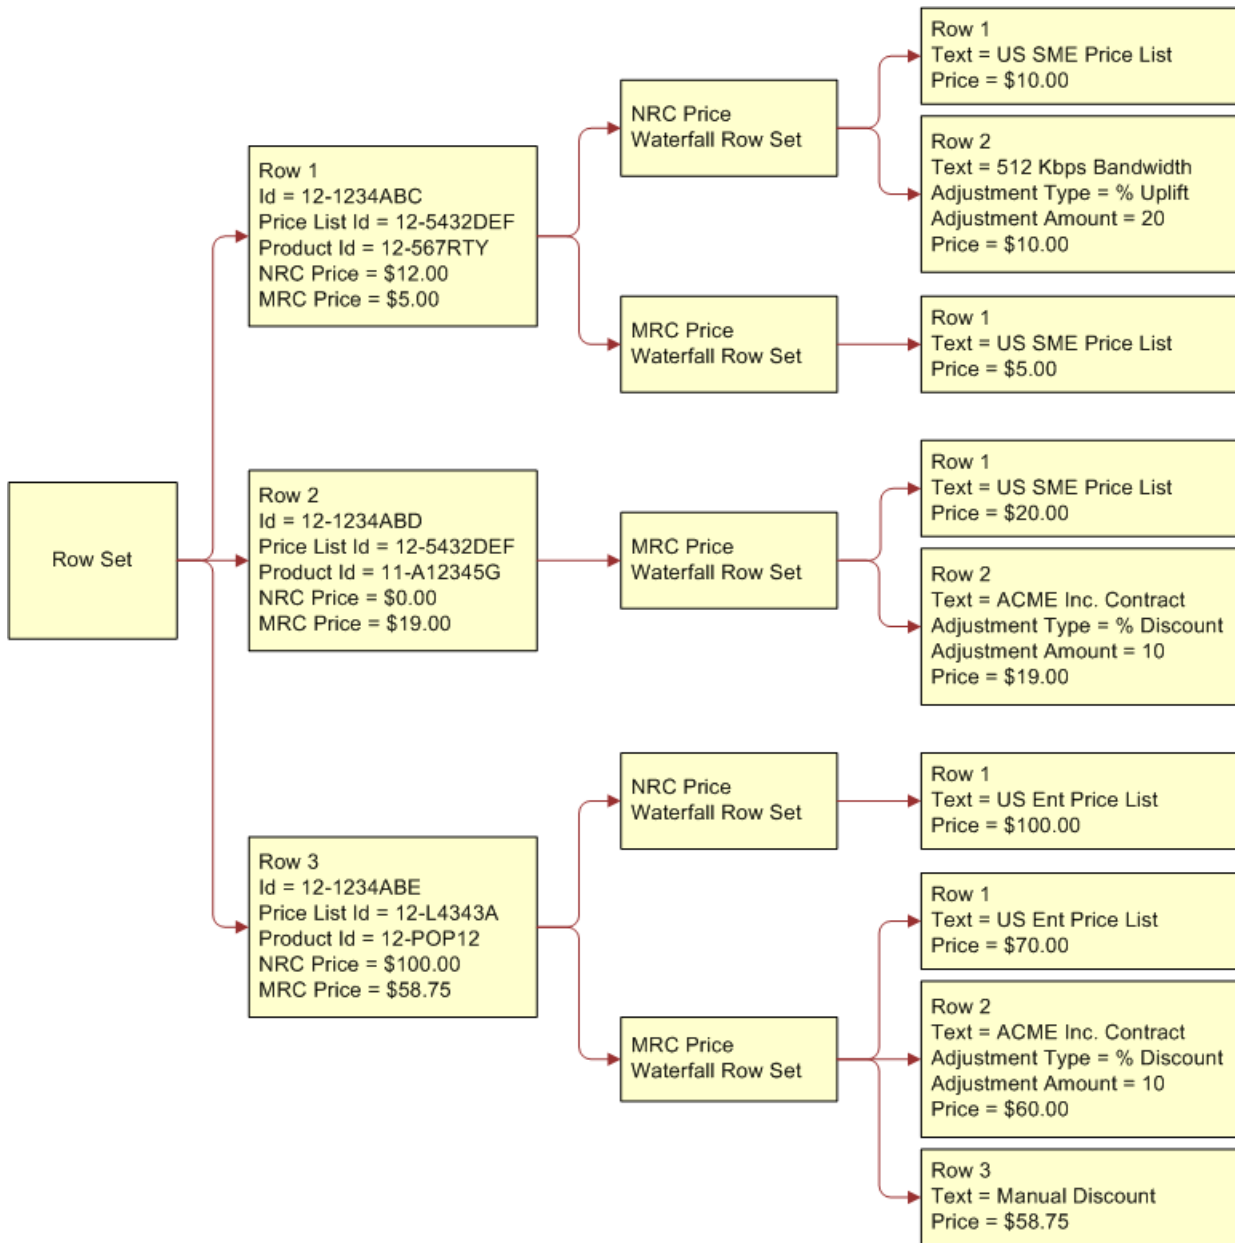 Row Set
Row 1
Id = 12-1234ABC
Price List Id = 12-5432DEF
Product Id = 12-567RTY
NRC Price = $12.00
MRC Price = $5.00
NRC Price
Waterfall Row Set
Row 1
Text = US SME Price List
Price = $10.00
Row 2
Text = 512 Kbps Bandwidth
Adjustment Type = % Uplift
Adjustment Amount = 20
Price = $10.00
MRC Price
Waterfall Row Set
Row 1
Text = US SME Price List
Price = $5.00
Row 2
Id = 12-1234ABD
Price List Id = 12-5432DEF
Product Id = 11-A12345G
NRC Price = $0.00
MRC Price = $19.00
MRC Price
Waterfall Row Set
Row 1
Text = US SME Price List
Price = $20.00
Row 2
Text = ACME Inc. Contract
Adjustment Type = % Discount
Adjustment Amount = 10
Price = $19.00
Row 3
Id = 12-1234ABE
Price List Id = 12-L4343A
Product Id = 12-POP12
NRC Price = $100.00
MRC Price = $58.75
NRC Price
Waterfall Row Set
Row 1
Text = US Ent Price List
Price = $100.00
MRC Price
Waterfall Row Set
Row 1
Text = US Ent Price List
Price = $70.00
Row 2
Text = ACME Inc. Contract
Adjustment Type = % Discount
Adjustment Amount = 10
Price = $60.00
Row 3
Text = Manual Discount
Price = $58.75